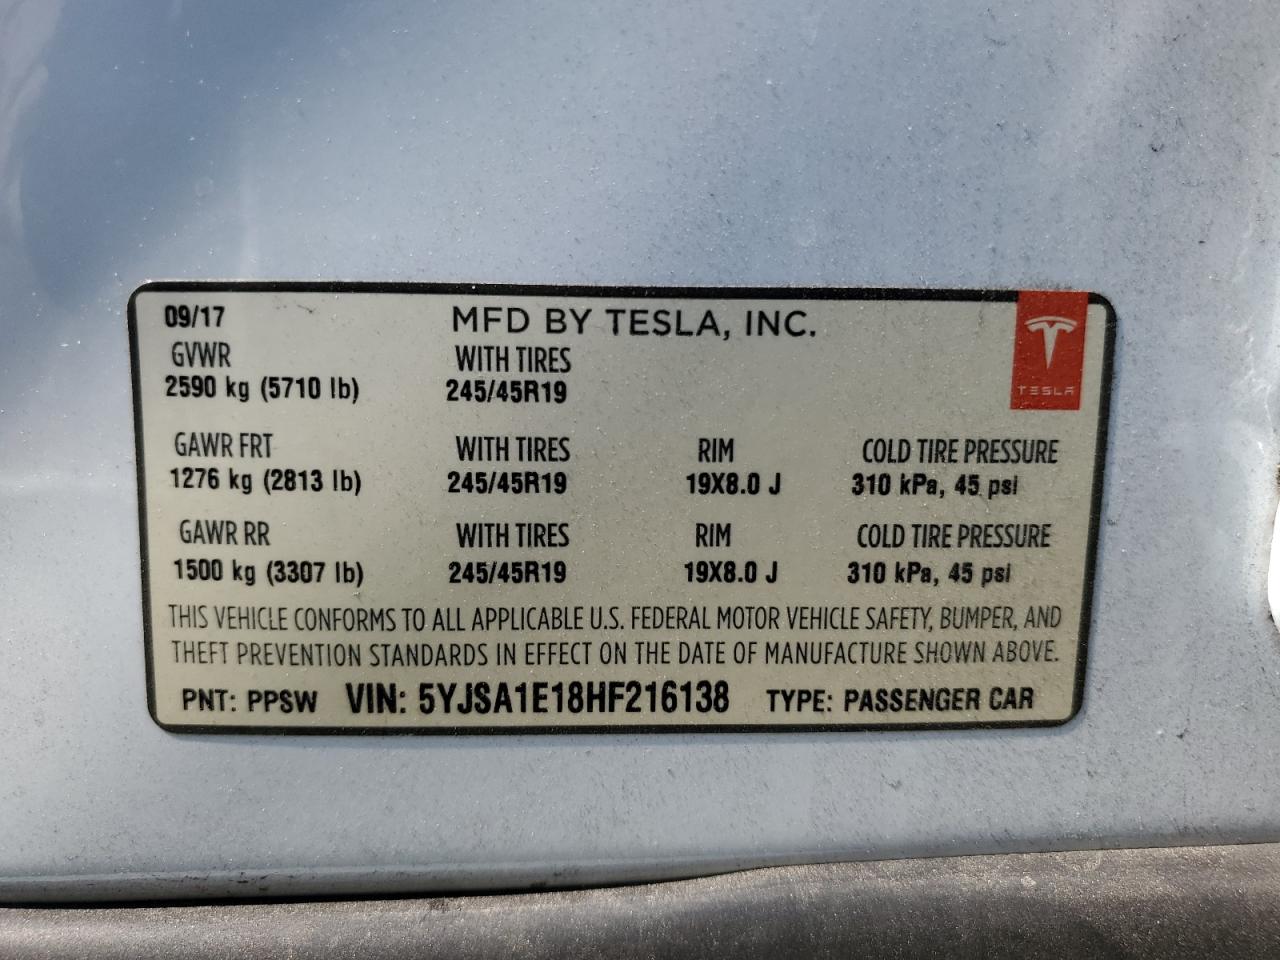 09/17 MFD BY TESLA, INC.
GVWR WITH TIRES
2590 kg (5710 lb) 245/45R19
TESLA
GAWR FRT WITH TIRES RIM COLD TIRE PRESSURE
1276 kg (2813 lb) 245/45R19 19X8.0 J 310 kPa, 45 psi
GAWR RR WITH TIRES RIM COLD TIRE PRESSURE
1500 kg (3307 lb) 245/45R19 19X8.0 J 310 kPa, 45 psi
THIS VEHICLE CONFORMS TO ALL APPLICABLE U.S. FEDERAL MOTOR VEHICLE SAFETY, BUMPER, AND
THEFT PREVENTION STANDARDS IN EFFECT ON THE DATE OF MANUFACTURE SHOWN ABOVE.
PNT: PPSW VIN: 5YJSA1E18HF216138 TYPE: PASSENGER CAR